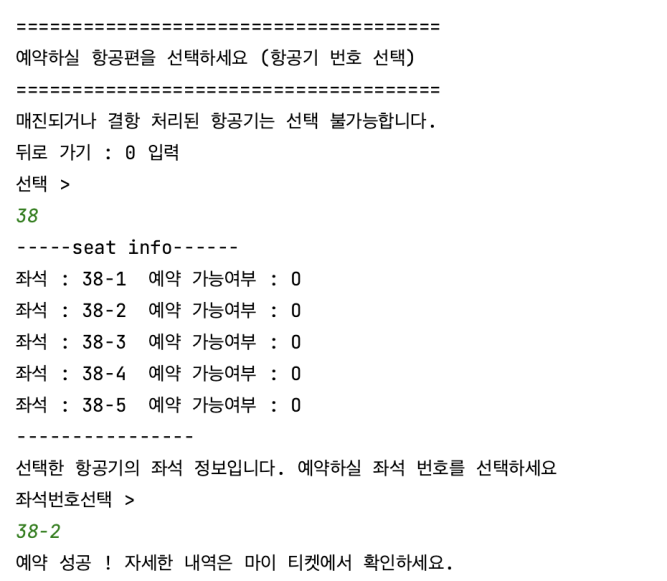 ======================================
예약하실 항공편을 선택하세요 (항공기 번호 선택)
======================================
매진되거나 결항 처리된 항공기는 선택 불가능합니다.
뒤로 가기 : 0 입력
선택 >
38
-----seat info------
좌석 : 38-1  예약 가능여부 : O
좌석 : 38-2  예약 가능여부 : O
좌석 : 38-3  예약 가능여부 : O
좌석 : 38-4  예약 가능여부 : O
좌석 : 38-5  예약 가능여부 : O
----------------
선택한 항공기의 좌석 정보입니다. 예약하실 좌석 번호를 선택하세요
좌석번호선택 >
38-2
예약 성공 ! 자세한 내역은 마이 티켓에서 확인하세요.